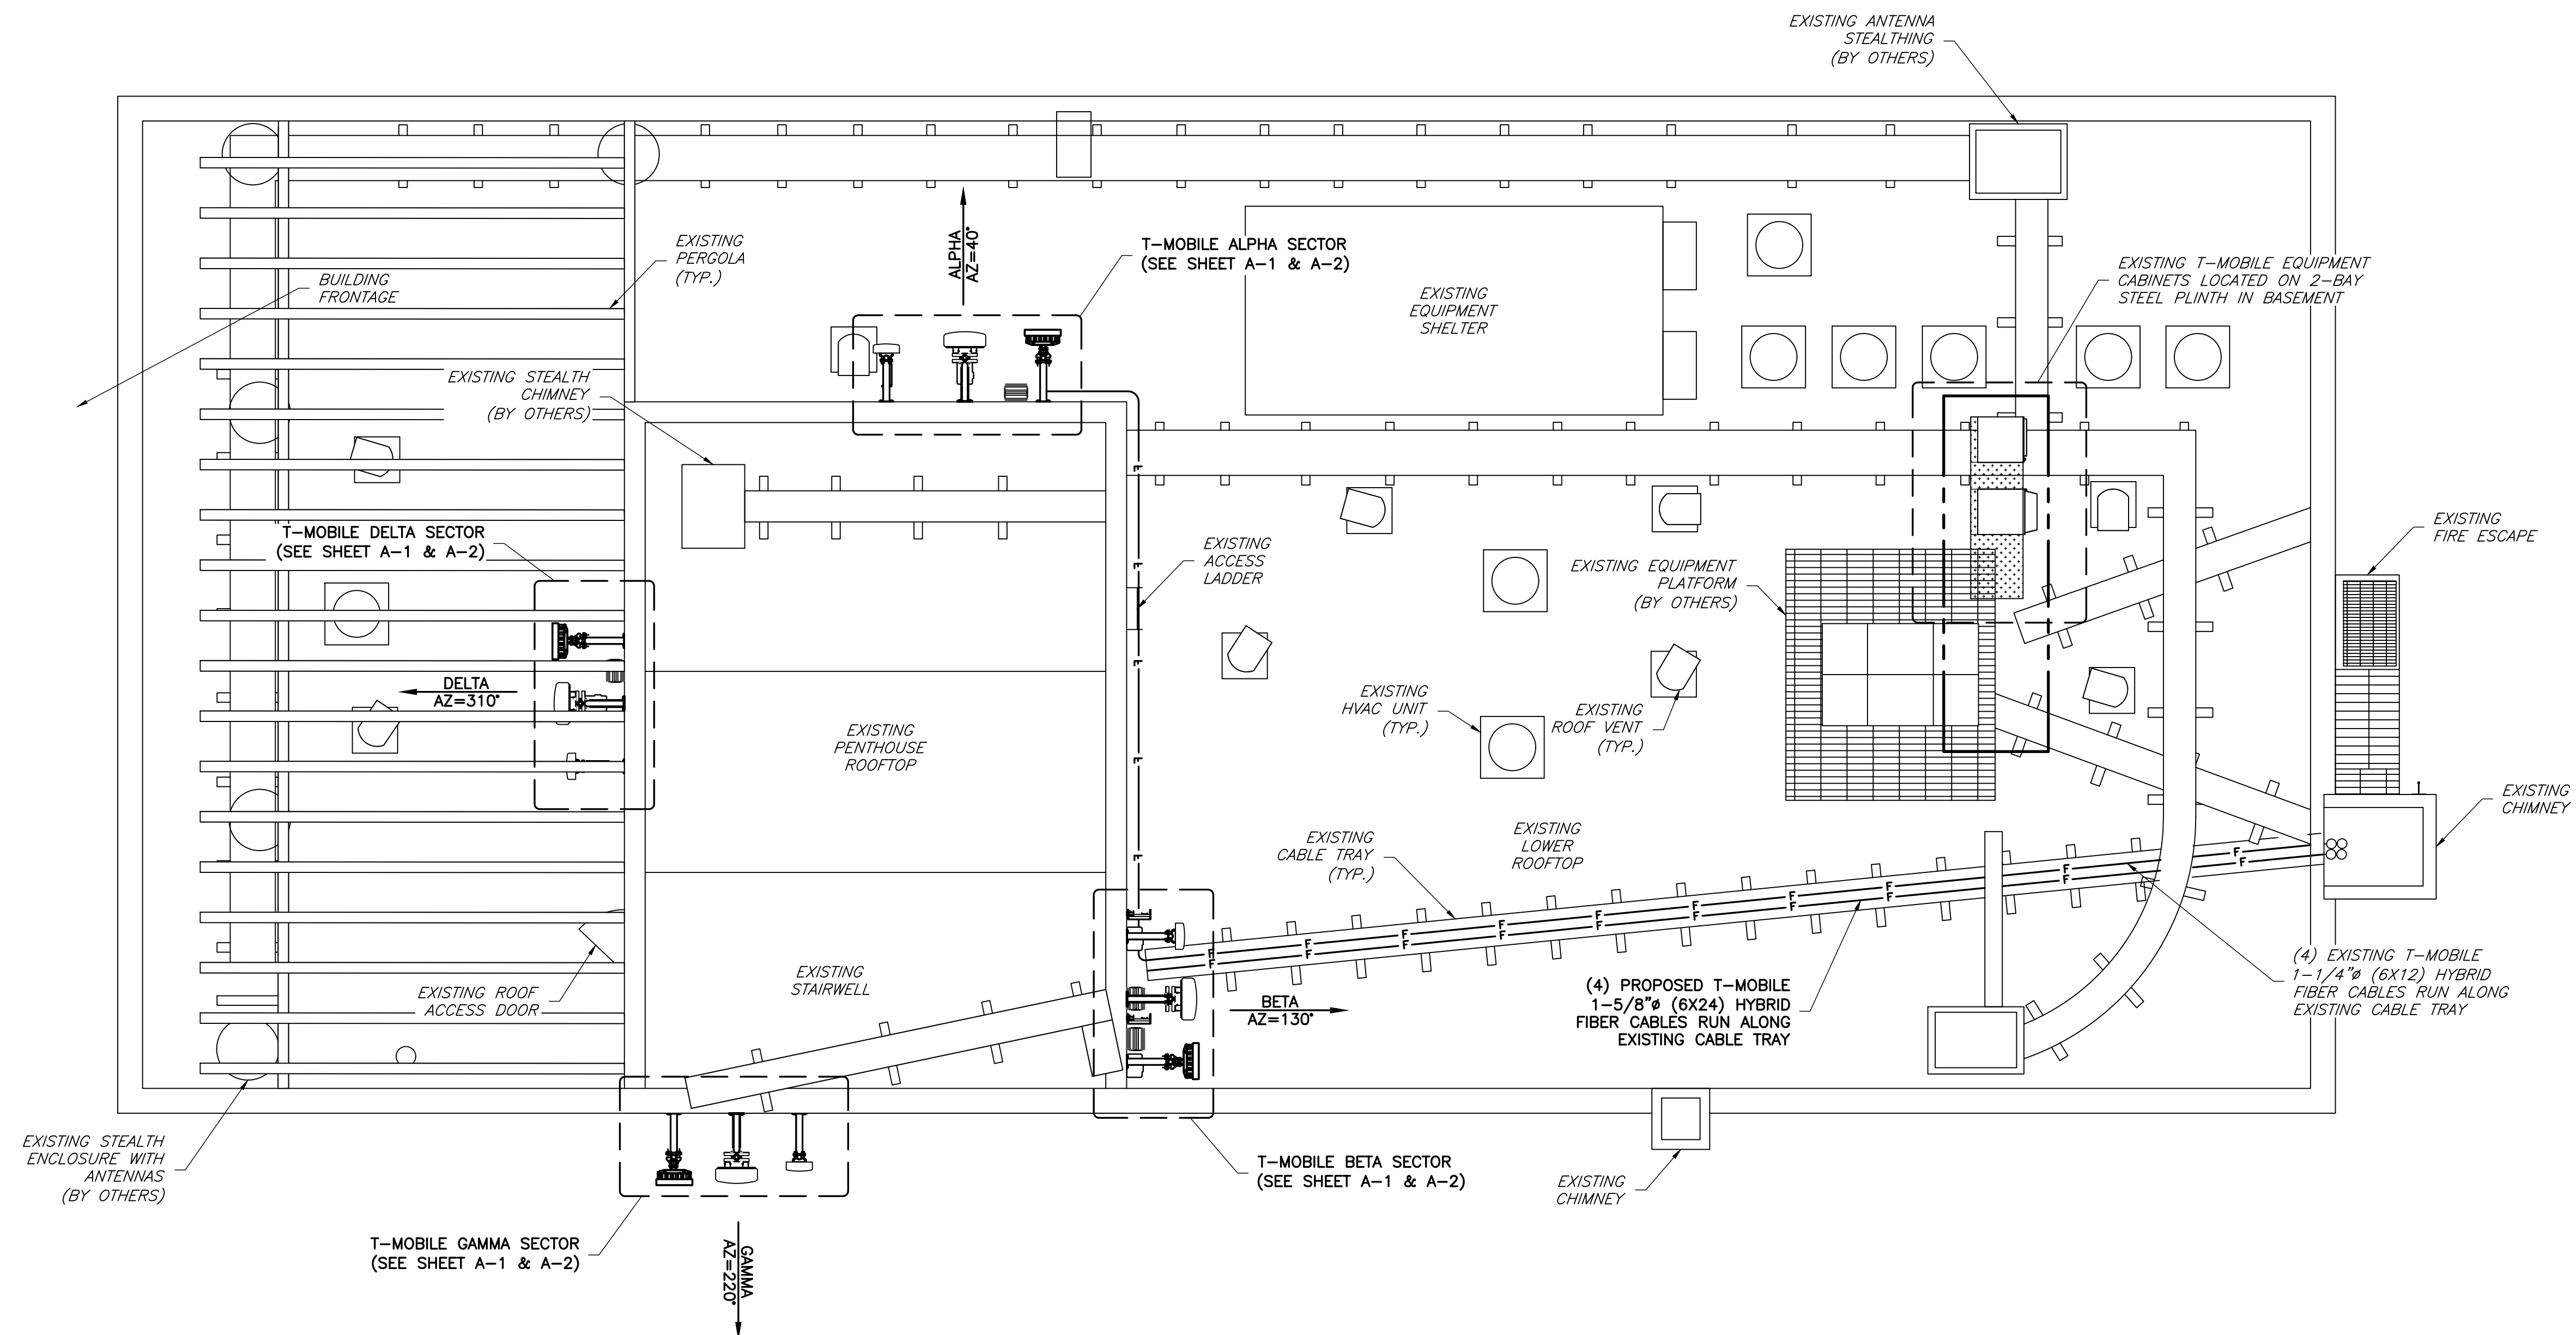 EXISTING ANTENNA
STEALTHING
(BY OTHERS)
ALPHA
AZ=40°
T-MOBILE ALPHA SECTOR
(SEE SHEET A-1 & A-2)
EXISTING
PERGOLA
(TYP.)
BUILDING
FRONTAGE
EXISTING
EQUIPMENT
SHELTER
EXISTING T-MOBILE EQUIPMENT
CABINETS LOCATED ON 2-BAY
STEEL PLINTH IN BASEMENT
EXISTING STEALTH
CHIMNEY
(BY OTHERS)
T-MOBILE DELTA SECTOR
(SEE SHEET A-1 & A-2)
EXISTING
ACCESS
LADDER
EXISTING EQUIPMENT
PLATFORM
(BY OTHERS)
EXISTING
FIRE ESCAPE
DELTA
AZ=310°
EXISTING
PENTHOUSE
ROOFTOP
EXISTING
HVAC UNIT
(TYP.)
EXISTING
ROOF VENT
(TYP.)
EXISTING
CHIMNEY
EXISTING
CABLE TRAY
(TYP.)
EXISTING
LOWER
ROOFTOP
F F F F F F F F F F
F F F F F F F F F F
EXISTING ROOF
ACCESS DOOR
EXISTING
STAIRWELL
BETA
AZ=130°
(4) PROPOSED T-MOBILE
1-5/8"ø (6X24) HYBRID
FIBER CABLES RUN ALONG
EXISTING CABLE TRAY
(4) EXISTING T-MOBILE
1-1/4"ø (6X12) HYBRID
FIBER CABLES RUN ALONG
EXISTING CABLE TRAY
EXISTING STEALTH
ENCLOSURE WITH
ANTENNAS
(BY OTHERS)
T-MOBILE BETA SECTOR
(SEE SHEET A-1 & A-2)
EXISTING
CHIMNEY
T-MOBILE GAMMA SECTOR
(SEE SHEET A-1 & A-2)
GAMMA
AZ=220°